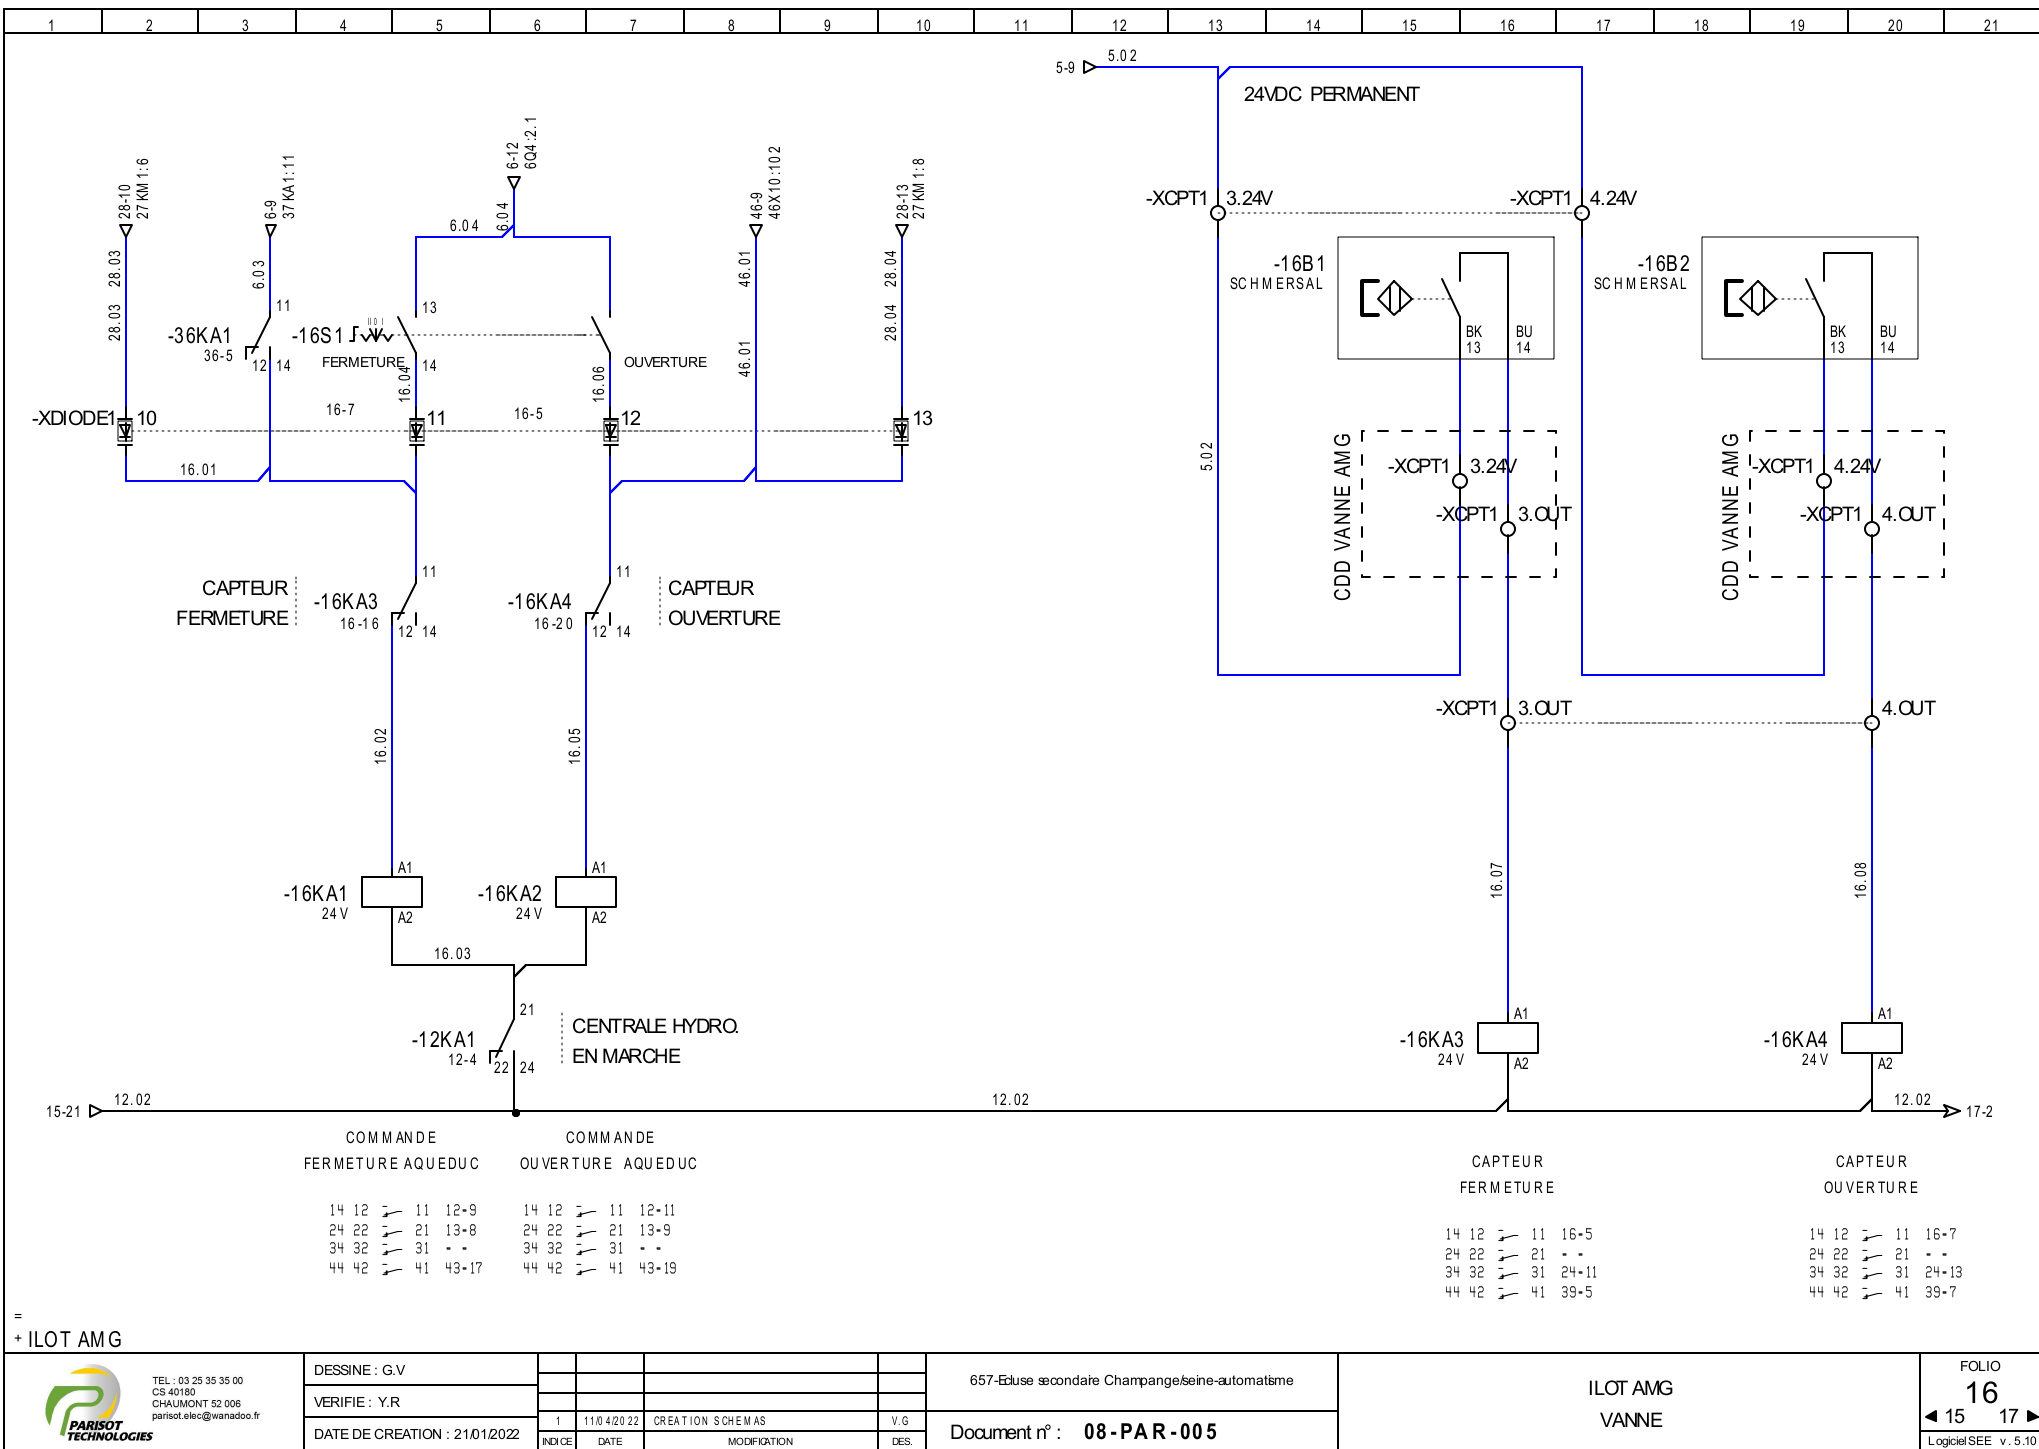 1 2 3 4 5 6 7 8 9 10 11 12 13 14 15 16 17 18 19 20 21
5-9
5.02
24VDC PERMANENT
28-10
27KM1:6
6-9
37KA1:11
6-12
6Q4:2.1
46-9
46X10:102
28-13
27KM1:8
-XCPT1 3.24V
-XCPT1 4.24V
28.03
6.03
6.04
6.04
46.01
28.04
-16B1
SCHMERSAL
BK
13
BU
14
-16B2
SCHMERSAL
BK
13
BU
14
28.03
-36KA1
36-5
11
12 14
-16S1
II 0 I
13
14
FERMETURE
OUVERTURE
46.01
28.04
16.04
16.06
-XDIODE1 10
16-7
11
16-5
12
13
16.01
5.02
CDD VANNE AMG
-XCPT1 3.24V
-XCPT1 3.OUT
CDD VANNE AMG
-XCPT1 4.24V
-XCPT1 4.OUT
CAPTEUR
FERMETURE
-16KA3
16-16
11
12 14
-16KA4
16-20
11
12 14
CAPTEUR
OUVERTURE
16.02
16.05
-XCPT1 3.OUT
4.OUT
16.07
16.08
-16KA1
24V
A1
A2
-16KA2
24V
A1
A2
16.03
-12KA1
12-4
21
22 24
CENTRALE HYDRO.
EN MARCHE
-16KA3
24V
A1
A2
-16KA4
24V
A1
A2
15-21
12.02
12.02
12.02
17-2
COMMANDE
FERMETURE AQUEDUC
14 12 11 12-9
24 22 21 13-8
34 32 31 - -
44 42 41 43-17
COMMANDE
OUVERTURE AQUEDUC
14 12 11 12-11
24 22 21 13-9
34 32 31 - -
44 42 41 43-19
CAPTEUR
FERMETURE
14 12 11 16-5
24 22 21 - -
34 32 31 24-11
44 42 41 39-5
CAPTEUR
OUVERTURE
14 12 11 16-7
24 22 21 - -
34 32 31 24-13
44 42 41 39-7
=
+ ILOT AMG
PARISOT
TECHNOLOGIES
TEL : 03 25 35 35 00
CS 40180
CHAUMONT 52 006
parisot.elec@wanadoo.fr
DESSINE : G.V
VERIFIE : Y.R
DATE DE CREATION : 21/01/2022
1 11/04/2022 CREATION SCHEMAS V.G
INDICE DATE MODIFICATION DES.
657-Ecluse secondaire Champange/seine-automatisme
Document n° : 08-PAR-005
ILOT AMG
VANNE
FOLIO
16
15 17
Logiciel SEE v.5.10